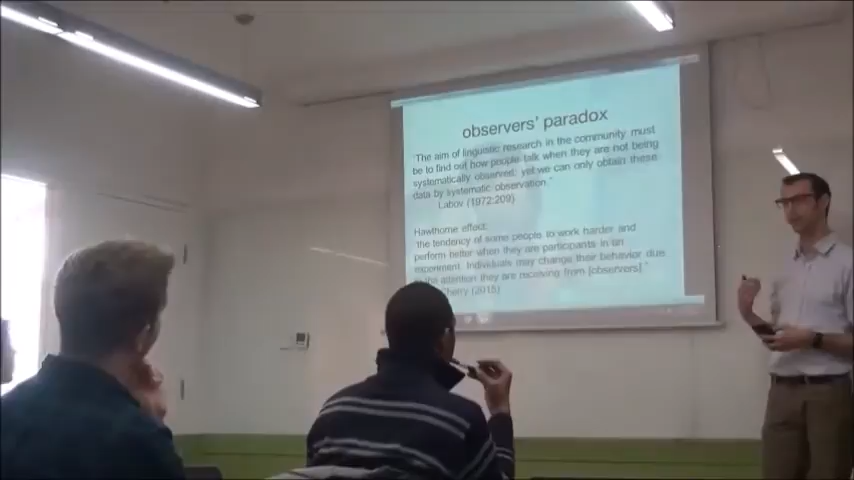 observers' paradox
"The aim of linguistic research in the community must
be to find out how people talk when they are not being
systematically observed; yet we can only obtain these
data by systematic observation."
Labov (1972:209)
Hawthorne effect:
"the tendency of some people to work harder and
perform better when they are participants in an
experiment. Individuals may change their behavior due
to the attention they are receiving from [observers]."
Cherry (2015)